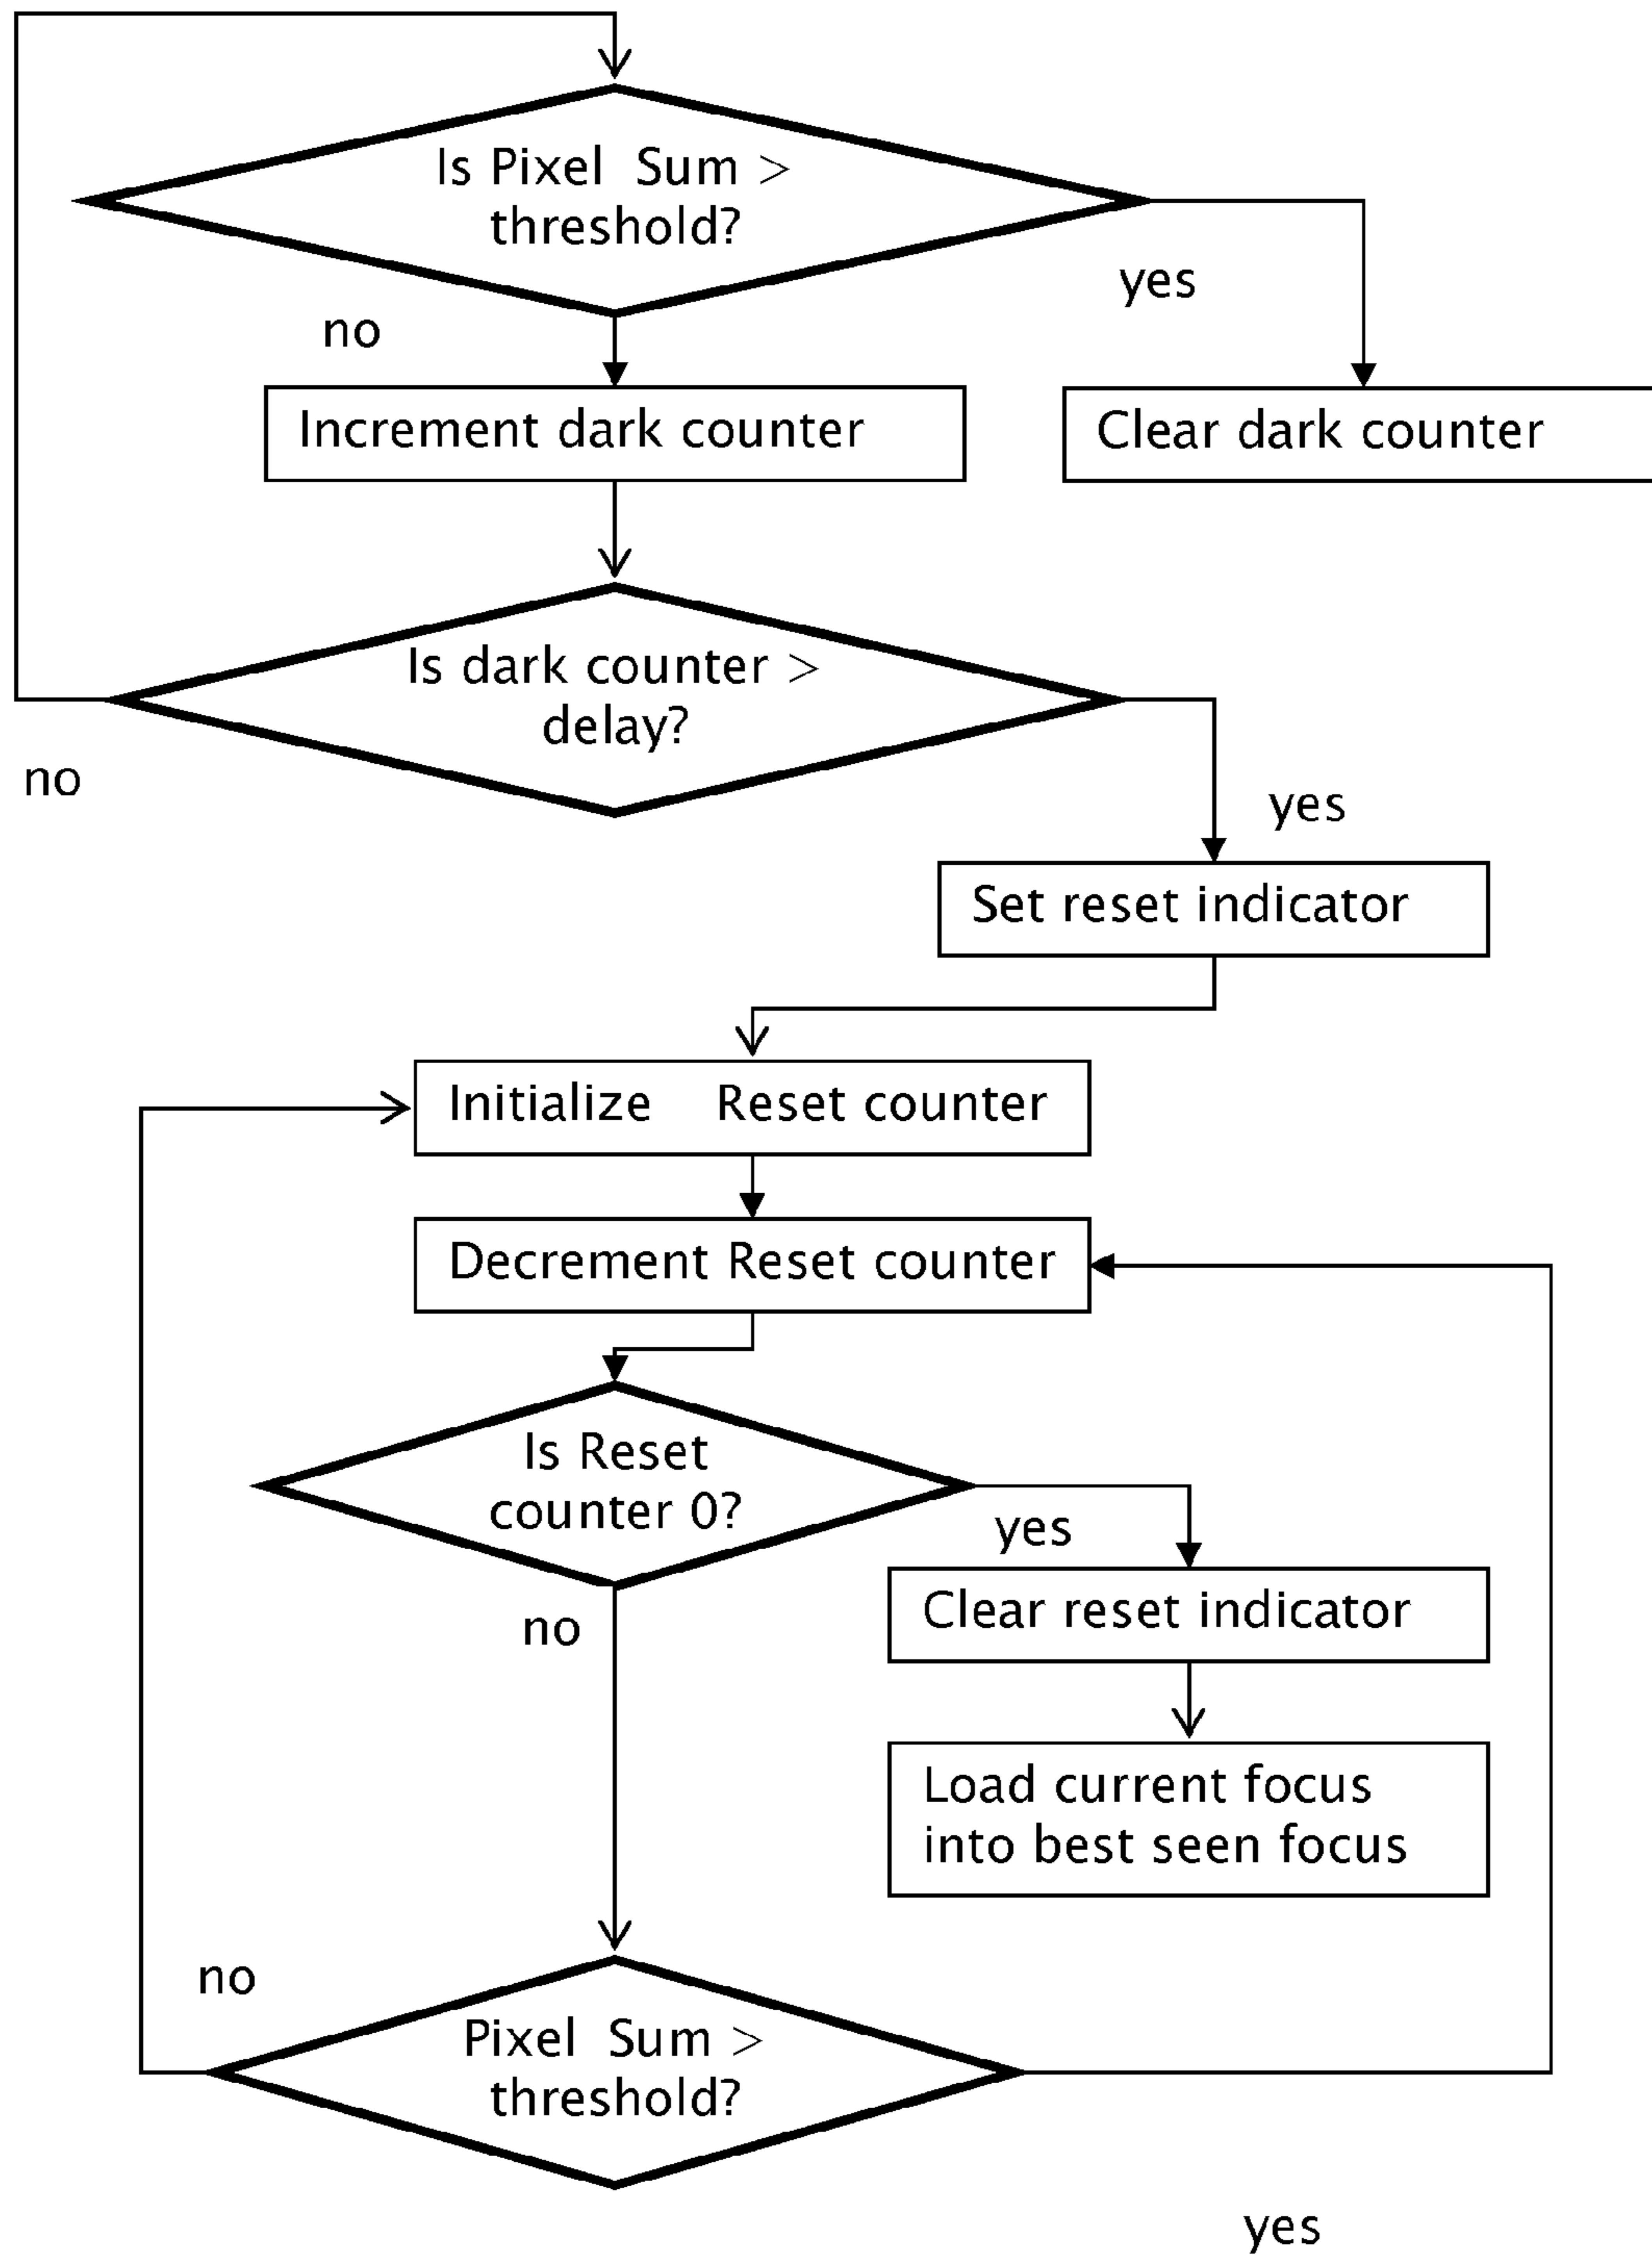 Is Pixel Sum >
threshold?
yes
no
Increment dark counter
Clear dark counter
Is dark counter >
delay?
no
yes
Set reset indicator
Initialize Reset counter
Decrement Reset counter
Is Reset
counter 0?
yes
no
Clear reset indicator
Load current focus
into best seen focus
no
Pixel Sum >
threshold?
yes